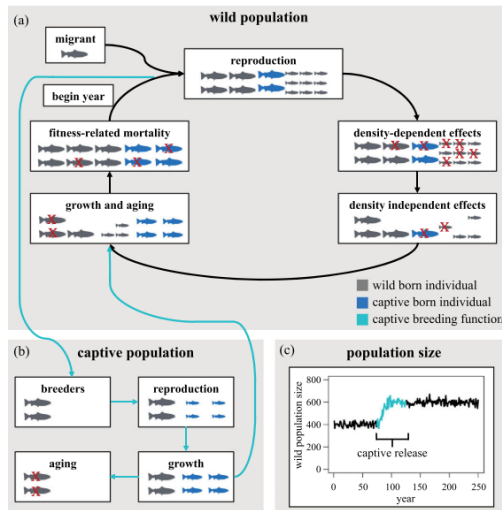 (a)
wild population
migrant
reproduction
begin year
fitness-related mortality
X
X
X
density-dependent effects
X
X
X
X
X
X
X
growth and aging
X
X
density independent effects
X
X
wild born individual
captive born individual
captive breeding function
(b)
captive population
breeders
reproduction
aging
X
X
growth
(c)
population size
wild population size
800
600
400
200
0
captive release
0
50
100
150
200
250
year